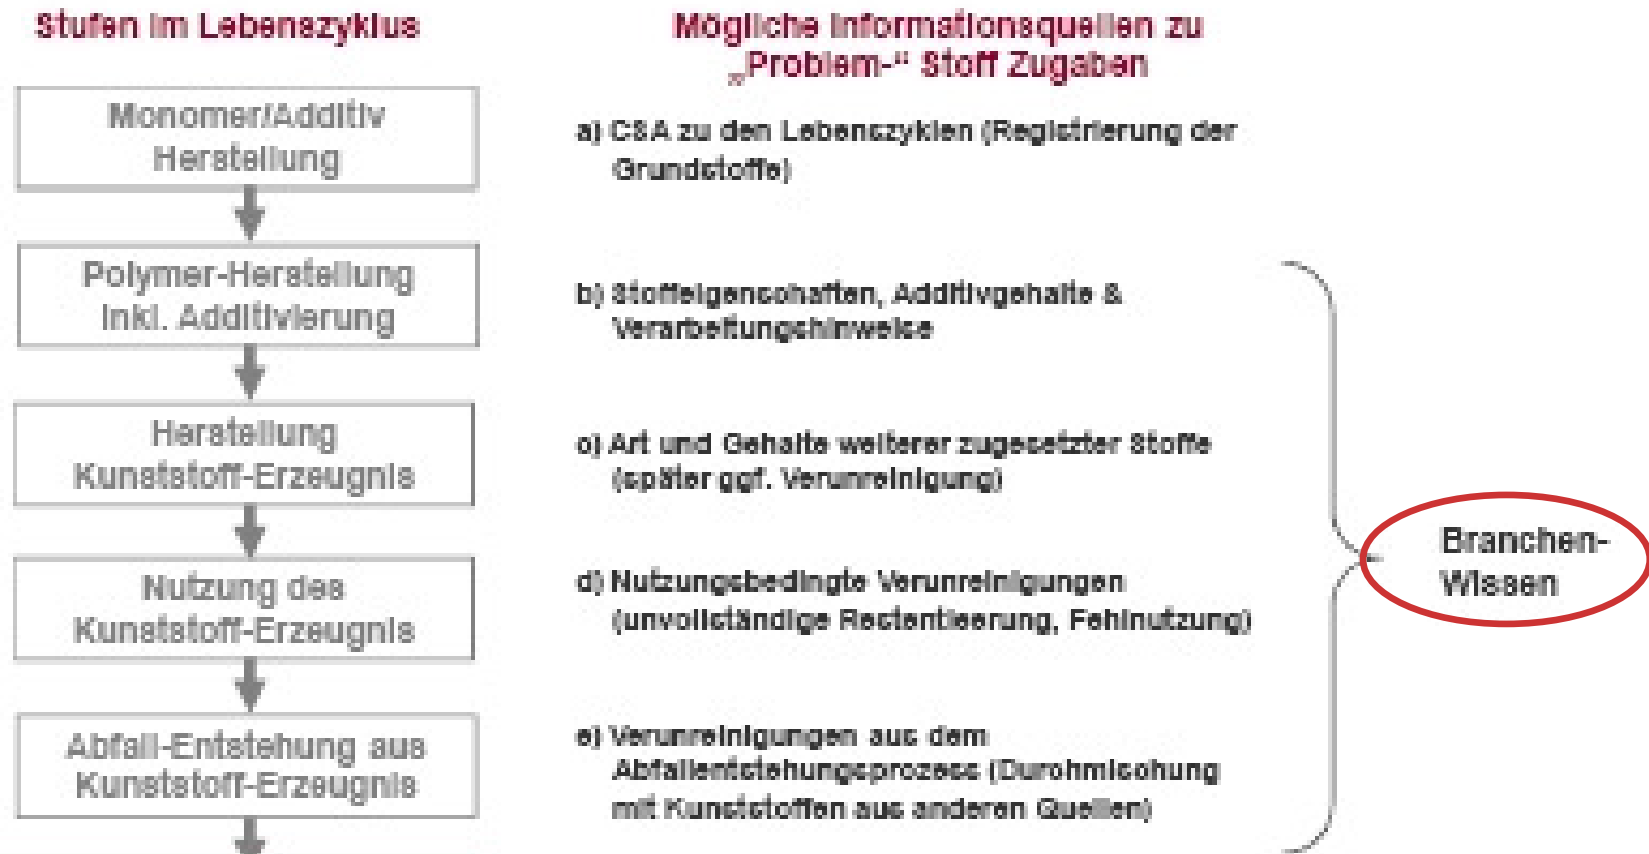 Stufen im Lebenszyklus
Mögliche Informationsquellen zu
„Problem-“ Stoff Zugaben
Monomer/Additiv
Herstellung
a) CSA zu den Lebenszyklen (Registrierung der
Grundstoffe)
Polymer-Herstellung
inkl. Additivierung
b) Stoffeigenschaften, Additivgehalte &
Verarbeitungshinweise
Herstellung
Kunststoff-Erzeugnis
c) Art und Gehalte weiterer zugesetzter Stoffe
(später ggf. Verunreinigung)
Nutzung des
Kunststoff-Erzeugnis
d) Nutzungsbedingte Verunreinigungen
(unvollständige Restentleerung, Fehlnutzung)
Abfall-Entstehung aus
Kunststoff-Erzeugnis
e) Verunreinigungen aus dem
Abfallentstehungsprozess (Durchmischung
mit Kunststoffen aus anderen Quellen)
Branchen-
Wissen